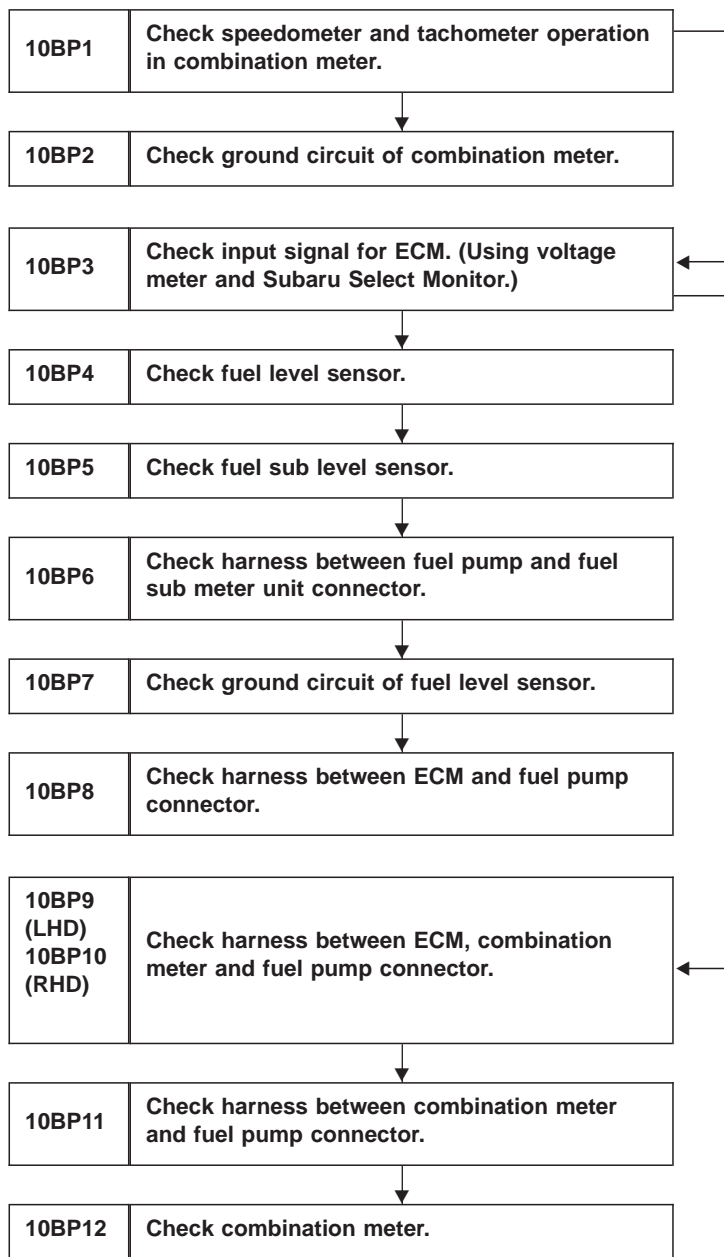 10BP1
Check speedometer and tachometer operation
in combination meter.
10BP2
Check ground circuit of combination meter.
10BP3
Check input signal for ECM. (Using voltage
meter and Subaru Select Monitor.)
10BP4
Check fuel level sensor.
10BP5
Check fuel sub level sensor.
10BP6
Check harness between fuel pump and fuel
sub meter unit connector.
10BP7
Check ground circuit of fuel level sensor.
10BP8
Check harness between ECM and fuel pump
connector.
10BP9
(LHD)
10BP10
(RHD)
Check harness between ECM, combination
meter and fuel pump connector.
10BP11
Check harness between combination meter
and fuel pump connector.
10BP12
Check combination meter.